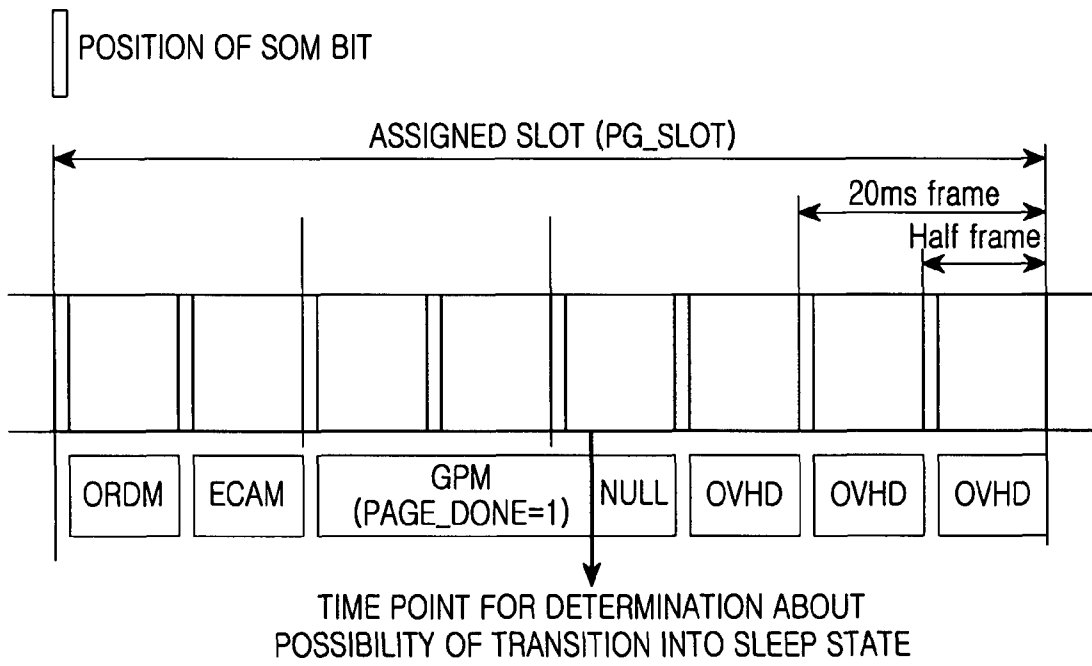 POSITION OF SOM BIT
ASSIGNED SLOT (PG_SLOT)
20ms frame
Half frame
ORDM
ECAM
GPM
(PAGE_DONE=1)
NULL
OVHD
OVHD
OVHD
TIME POINT FOR DETERMINATION ABOUT
POSSIBILITY OF TRANSITION INTO SLEEP STATE